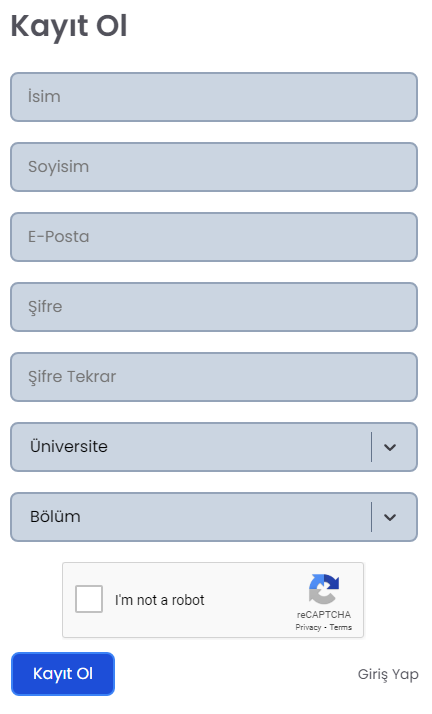 Kayıt Ol
İsim
Soyisim
E-Posta
Şifre
Şifre Tekrar
Üniversite
Bölüm
I'm not a robot
reCAPTCHA
Privacy - Terms
Kayıt Ol
Giriş Yap